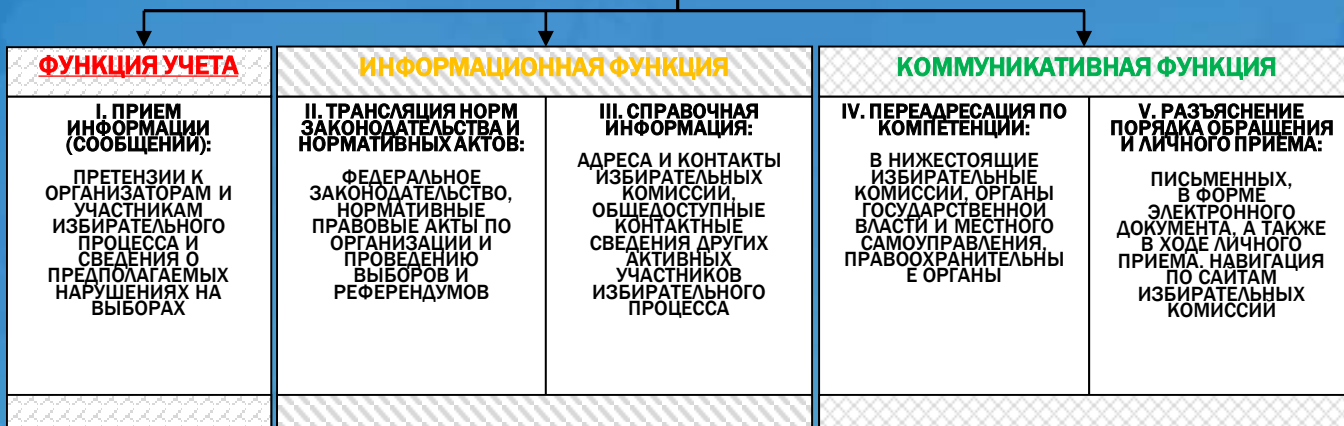 ФУНКЦИЯ УЧЕТА
ИНФОРМАЦИОННАЯ ФУНКЦИЯ
КОММУНИКАТИВНАЯ ФУНКЦИЯ
I. ПРИЕМ
ИНФОРМАЦИИ
(СООБЩЕНИЙ):
ПРЕТЕНЗИИ К
ОРГАНИЗАТОРАМ И
УЧАСТНИКАМ
ИЗБИРАТЕЛЬНОГО
ПРОЦЕССА И
СВЕДЕНИЯ О
ПРЕДПОЛАГАЕМЫХ
НАРУШЕНИЯХ НА
ВЫБОРАХ
II. ТРАНСЛЯЦИЯ НОРМ
ЗАКОНОДАТЕЛЬСТВА И
НОРМАТИВНЫХ АКТОВ:
ФЕДЕРАЛЬНОЕ
ЗАКОНОДАТЕЛЬСТВО,
НОРМАТИВНЫЕ
ПРАВОВЫЕ АКТЫ ПО
ОРГАНИЗАЦИИ И
ПРОВЕДЕНИЮ
ВЫБОРОВ И
РЕФЕРЕНДУМОВ
III. СПРАВОЧНАЯ
ИНФОРМАЦИЯ:
АДРЕСА И КОНТАКТЫ
ИЗБИРАТЕЛЬНЫХ
КОМИССИЙ,
ОБЩЕДОСТУПНЫЕ
КОНТАКТНЫЕ
СВЕДЕНИЯ ДРУГИХ
АКТИВНЫХ
УЧАСТНИКОВ
ИЗБИРАТЕЛЬНОГО
ПРОЦЕССА
IV. ПЕРЕАДРЕСАЦИЯ ПО
КОМПЕТЕНЦИИ:
В НИЖЕСТОЯЩИЕ
ИЗБИРАТЕЛЬНЫЕ
КОМИССИИ, ОРГАНЫ
ГОСУДАРСТВЕННОЙ
ВЛАСТИ И МЕСТНОГО
САМОУПРАВЛЕНИЯ,
ПРАВООХРАНИТЕЛЬНЫ
Е ОРГАНЫ
V. РАЗЪЯСНЕНИЕ
ПОРЯДКА ОБРАЩЕНИЯ
И ЛИЧНОГО ПРИЕМА:
ПИСЬМЕННЫХ,
В ФОРМЕ
ЭЛЕКТРОННОГО
ДОКУМЕНТА, А ТАКЖЕ
В ХОДЕ ЛИЧНОГО
ПРИЕМА. НАВИГАЦИЯ
ПО САЙТАМ
ИЗБИРАТЕЛЬНЫХ
КОМИССИЙ